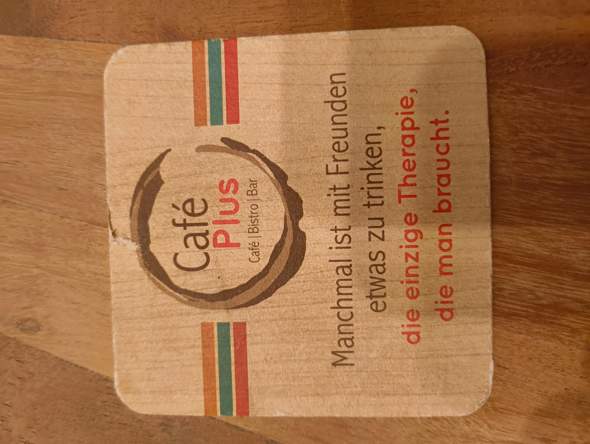 Café
Plus
Café | Bistro | Bar
Manchmal ist mit Freunden
etwas zu trinken,
die einzige Therapie,
die man braucht.